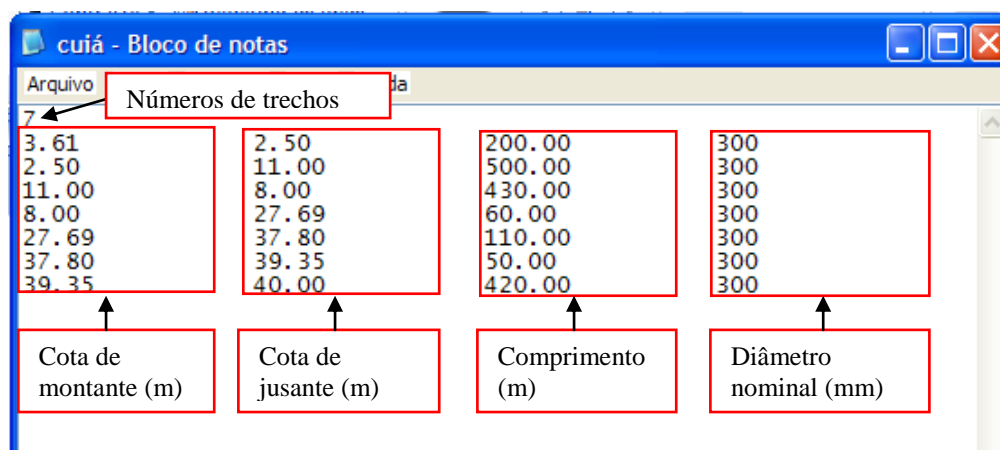 cuiá - Bloco de notas
Arquivo da
Números de trechos
7
3.61 2.50 200.00 300
2.50 11.00 500.00 300
11.00 8.00 430.00 300
8.00 27.69 60.00 300
27.69 37.80 110.00 300
37.80 39.35 50.00 300
39.35 40.00 420.00 300
Cota de montante (m)
Cota de jusante (m)
Comprimento (m)
Diâmetro nominal (mm)